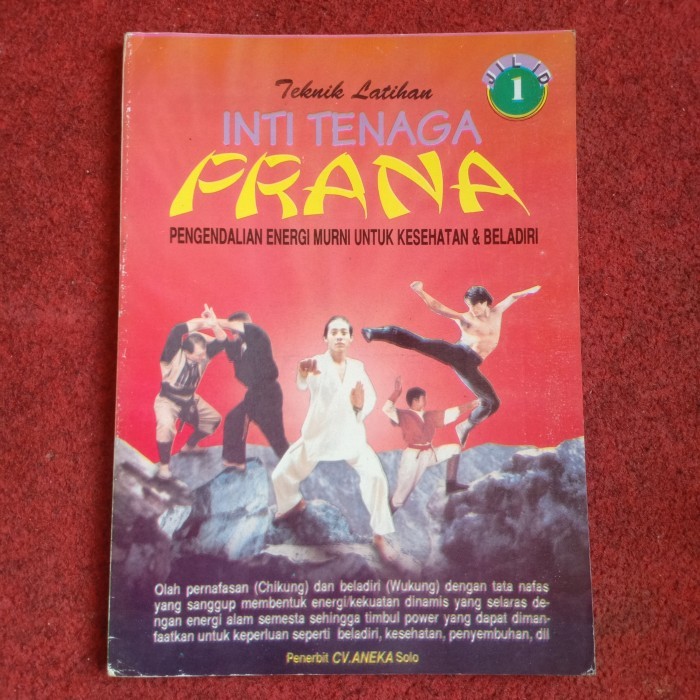 Teknik Latihan
JILID
1
INTI TENAGA
PRANA
PENGENDALIAN ENERGI MURNI UNTUK KESEHATAN & BELADIRI
Olah pernafasan (Chikung) dan beladiri (Wukung) dengan tata nafas
yang sanggup membentuk energi/kekuatan dinamis yang selaras de-
ngan energi alam semesta sehingga timbul power yang dapat diman-
faatkan untuk keperluan seperti beladiri, kesehatan, penyembuhan, dll
Penerbit CV.ANEKA Solo